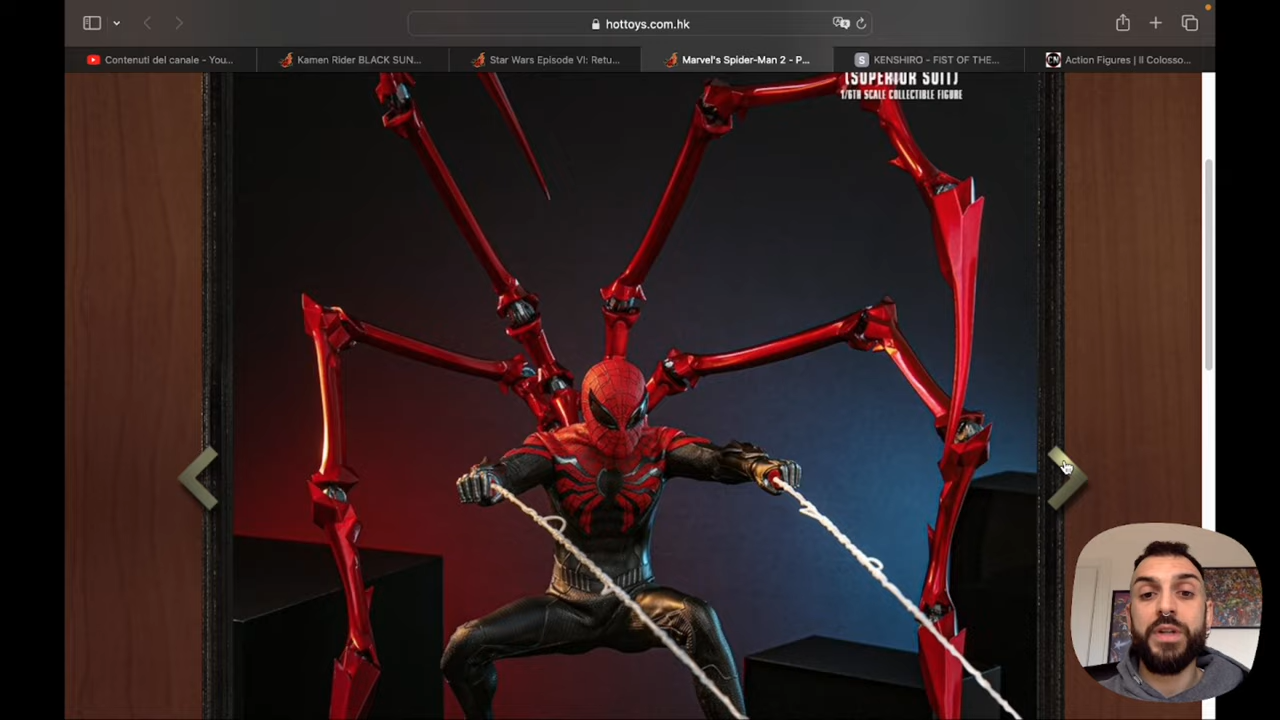 hottoys.com.hk
Contenuti del canale - You...
Kamen Rider BLACK SUN...
Star Wars Episode VI: Retu...
Marvel's Spider-Man 2 - P...
S
KENSHIRO - FIST OF THE...
CN
Action Figures | Il Colosso...
(SUPERIOR SUIT)
1/6TH SCALE COLLECTIBLE FIGURE